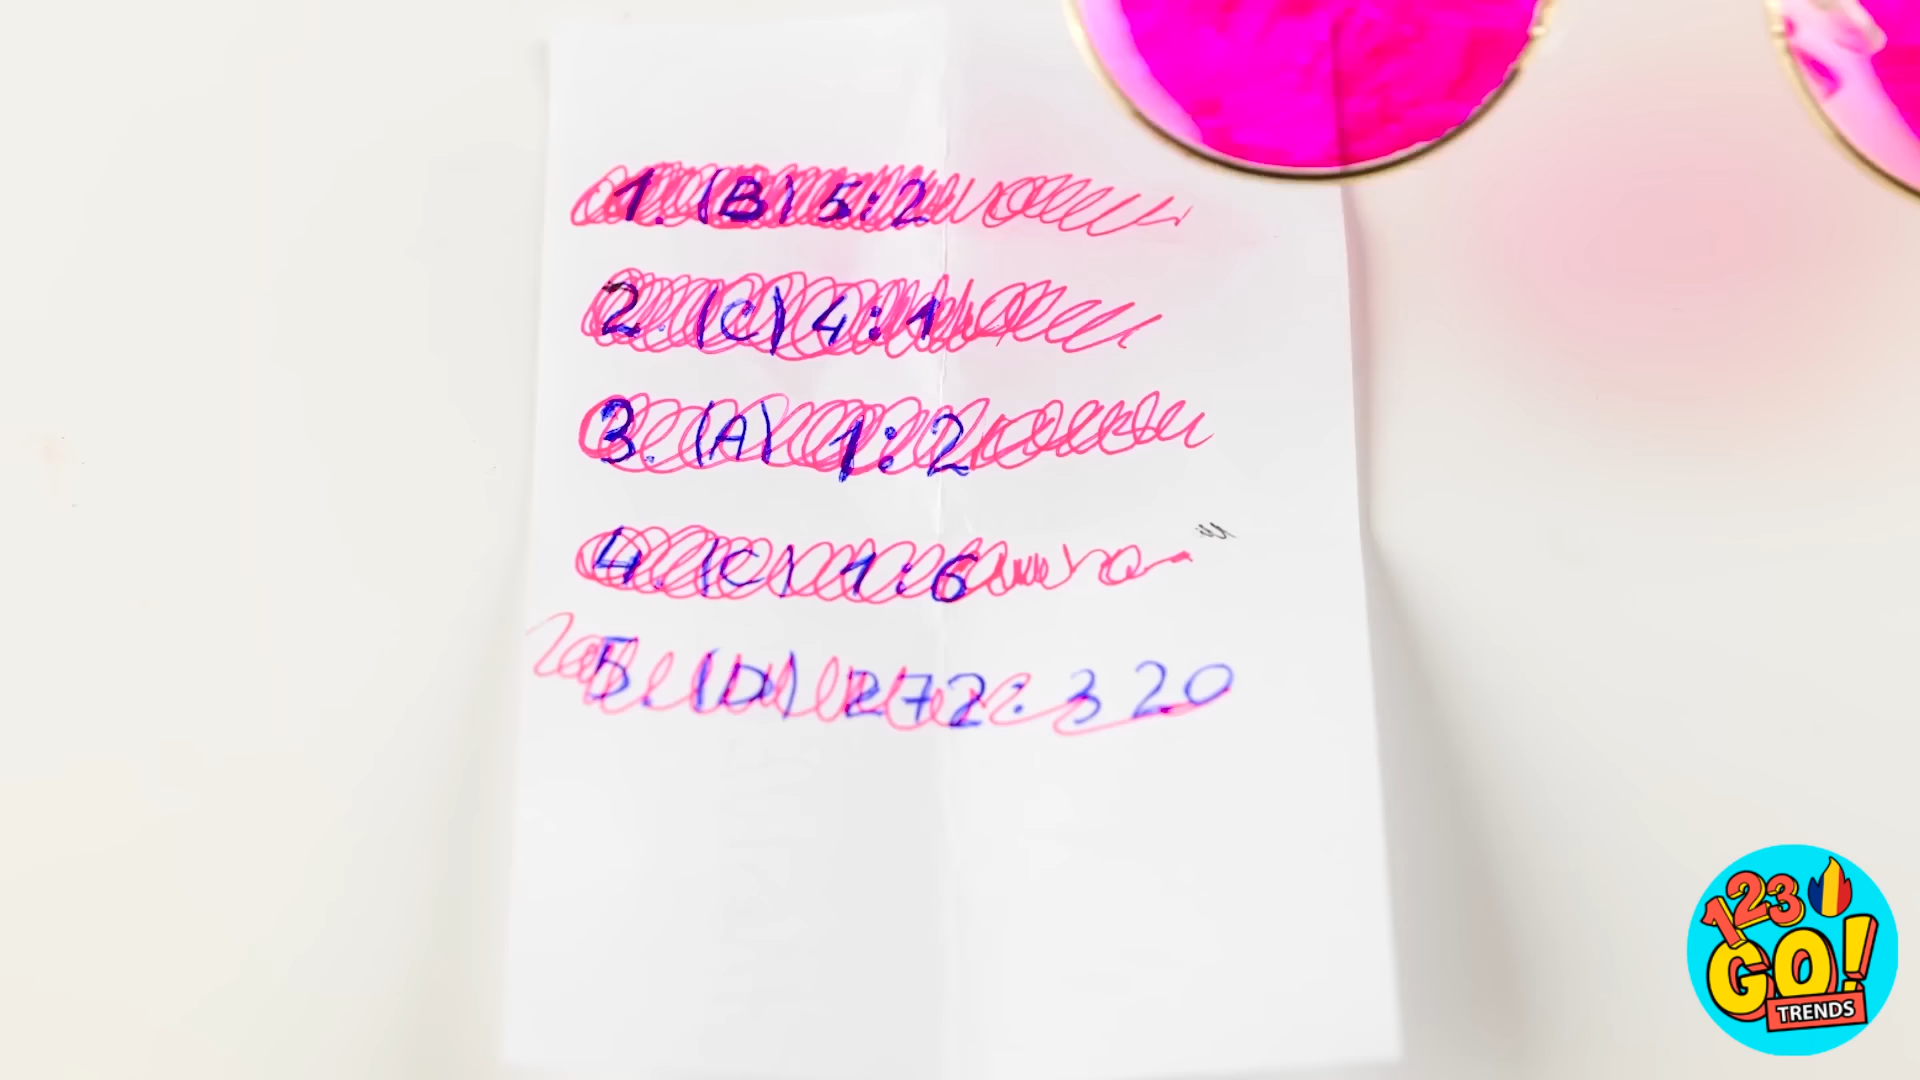 1. (B) 5:2
2. (C) 4:1
3. (A) 1:2
4. (C) 1:6
5. (D) 272:320
123
GO!
TRENDS